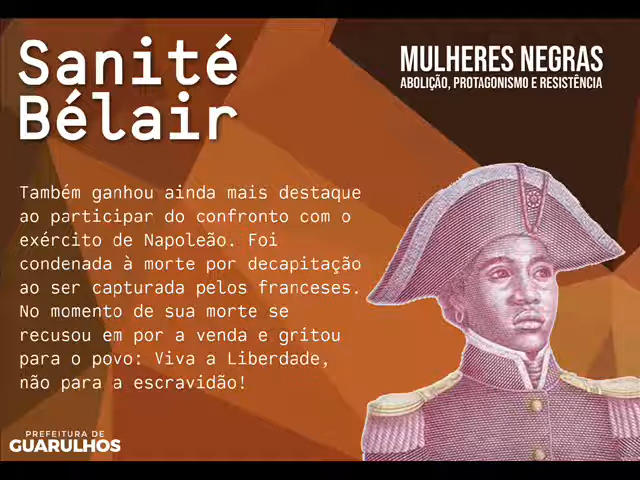 Sanité
Bélair
MULHERES NEGRAS
ABOLIÇÃO, PROTAGONISMO E RESISTÊNCIA
Também ganhou ainda mais destaque
ao participar do confronto com o
exército de Napoleão. Foi
condenada à morte por decapitação
ao ser capturada pelos franceses.
No momento de sua morte se
recusou em por a venda e gritou
para o povo: Viva a Liberdade,
não para a escravidão!
PREFEITURA DE
GUARULHOS